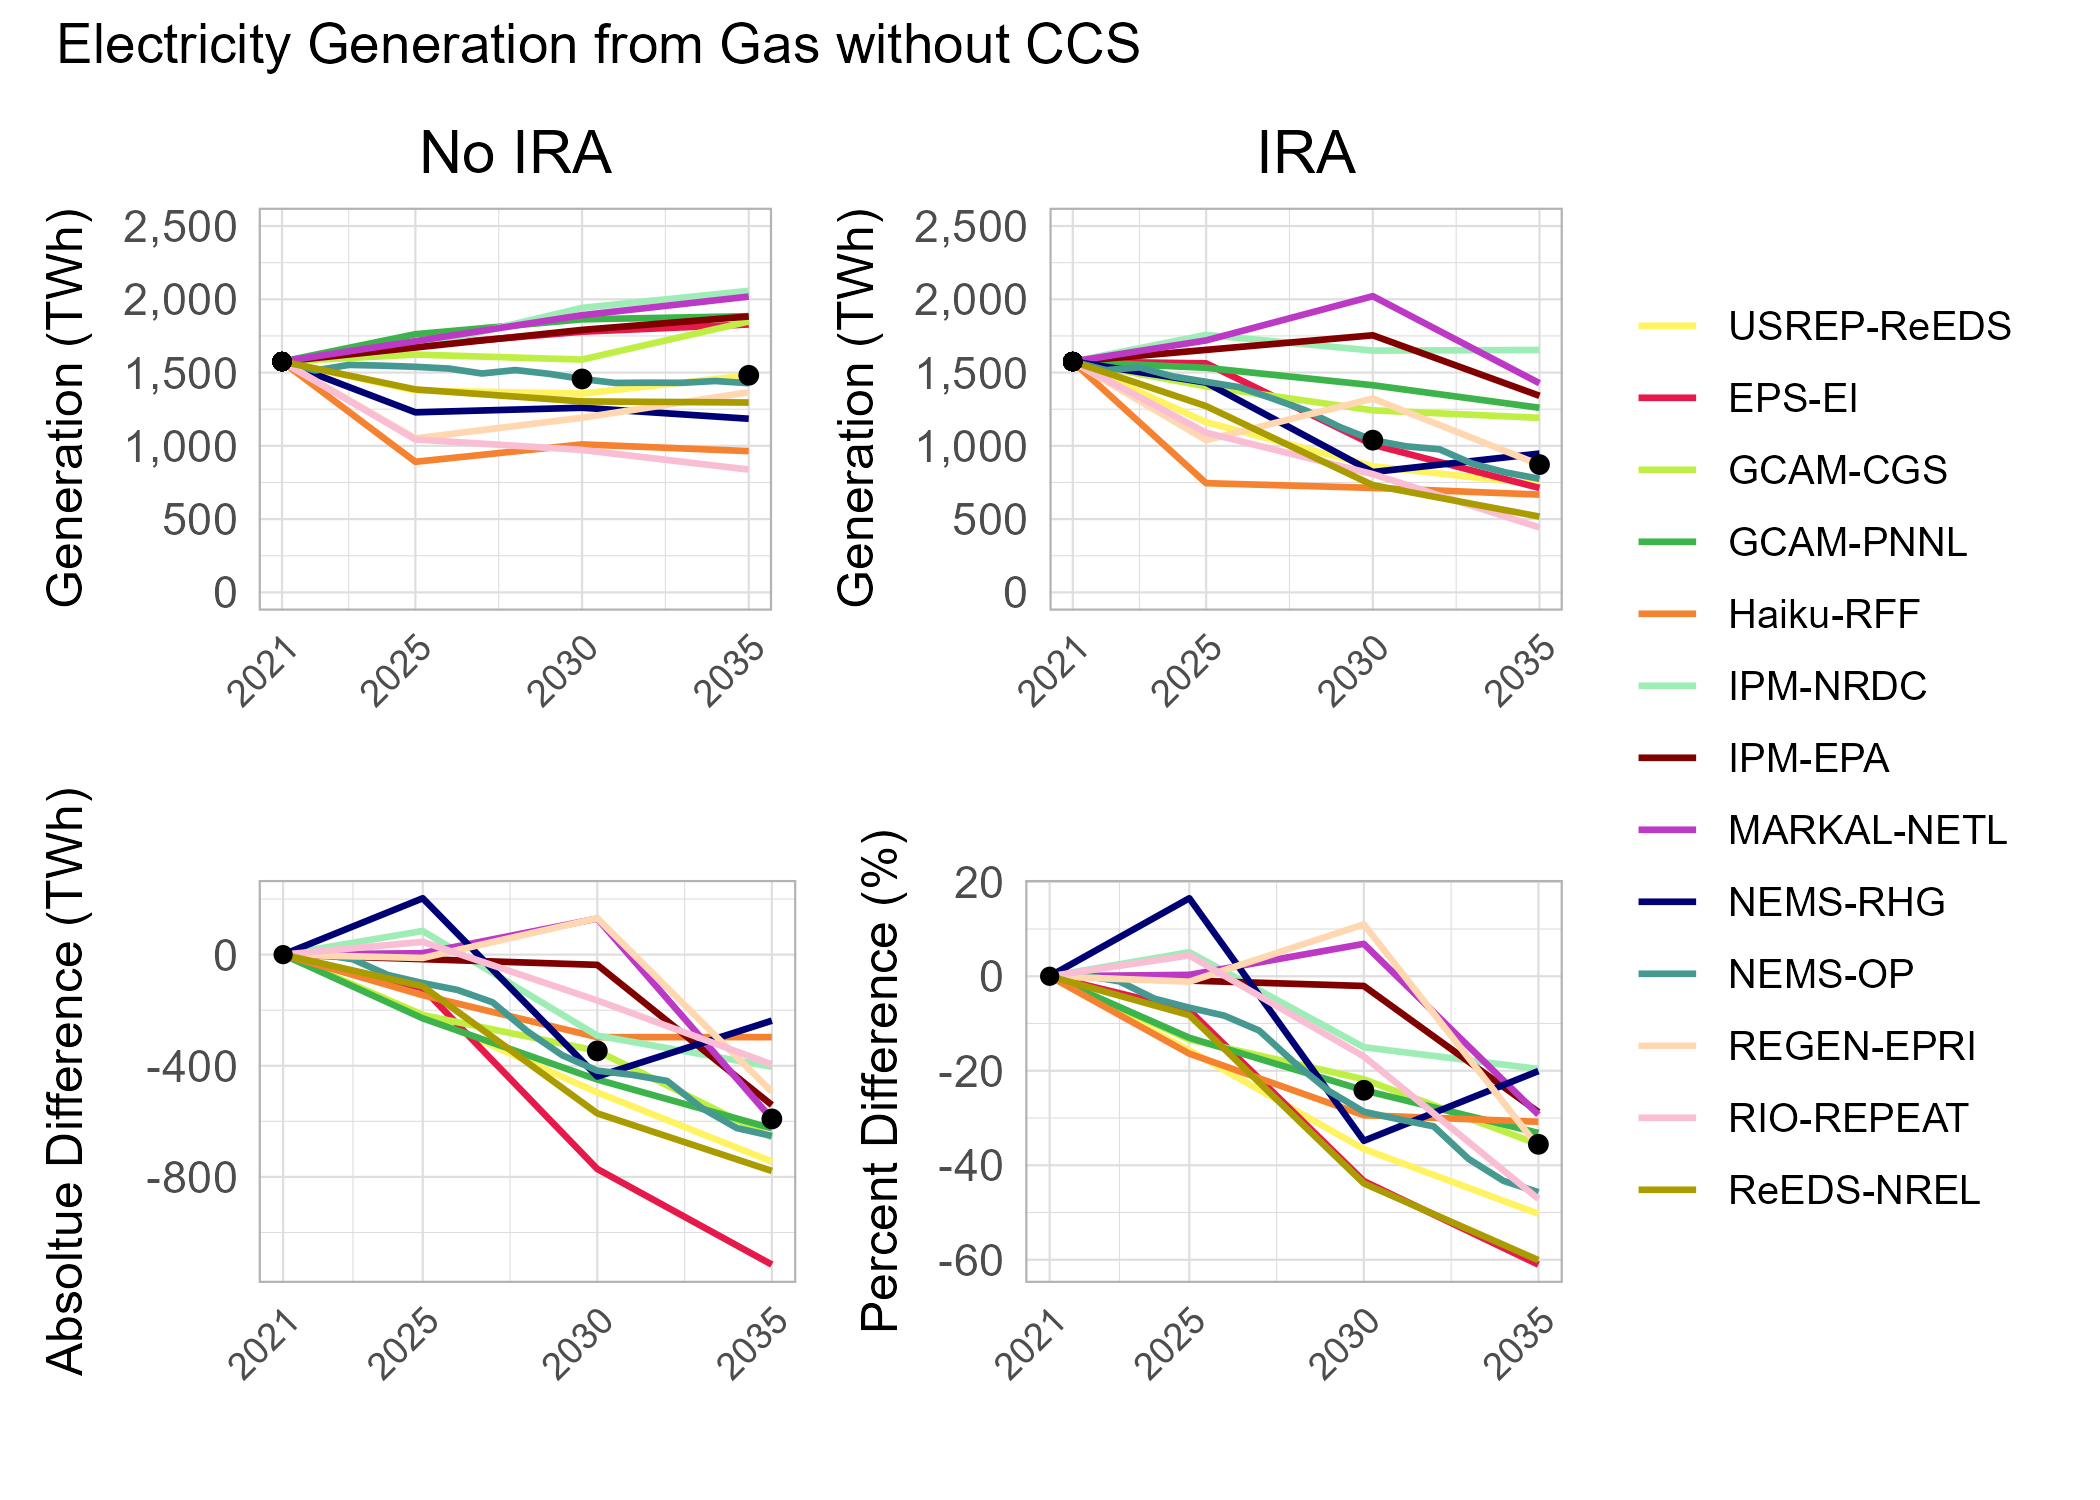 Electricity Generation from Gas without CCS
No IRA
IRA
Generation (TWh)
2,500
2,000
1,500
1,000
500
0
2021
2025
2030
2035
Generation (TWh)
2,500
2,000
1,500
1,000
500
0
2021
2025
2030
2035
Absoltue Difference (TWh)
0
-400
-800
2021
2025
2030
2035
Percent Difference (%)
20
0
-20
-40
-60
2021
2025
2030
2035
USREP-ReEDS
EPS-EI
GCAM-CGS
GCAM-PNNL
Haiku-RFF
IPM-NRDC
IPM-EPA
MARKAL-NETL
NEMS-RHG
NEMS-OP
REGEN-EPRI
RIO-REPEAT
ReEDS-NREL